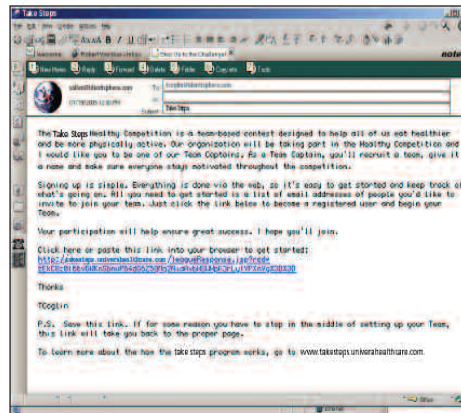 Take Steps
note
New Memo Reply Forward Delete Folder Copy into Tools
To:
Subject: Take Steps
The Take Steps Healthy Competition is a team-based contest designed to help all of us eat healthier
and be more physically active. Our organization will be taking part in the Healthy Competition and
I would like you to be one of our Team Captains. As a Team Captain, you'll recruit a team, give it
a name and make sure everyone stays motivated throughout the competition.
Signing up is simple. Everything is done via the web, so it's easy to get started and keep track of
what's going on. All you need to get started is a list of email addresses of people you'd like to
invite to join your team. Just click the link below to become a registered user and begin your
Team.
Your participation will help ensure great success. I hope you'll join.
Click here or paste this link into your browser to get started:
Thanks
TCoglin
P.S. Save this link. If for some reason you have to stop in the middle of setting up your Team,
this link will take you back to the proper page.
To learn more about the how the take steps program works, go to www.takesteps.univerahealthcare.com.
Office